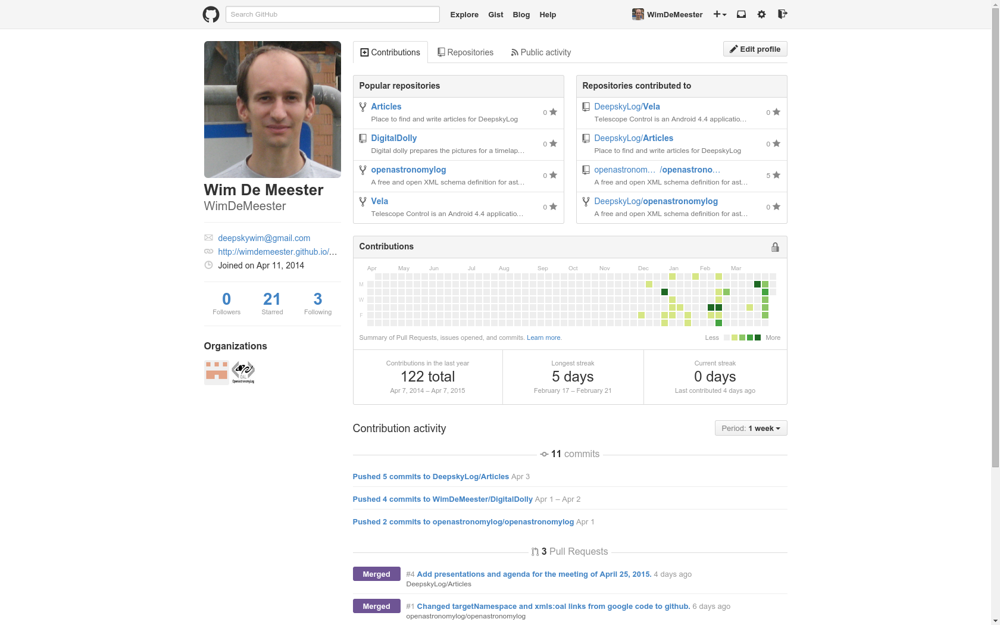 Search GitHub
Explore Gist Blog Help
WimDeMeester
Wim De Meester
WimDeMeester
deepskywim@gmail.com
http://wimdemeester.github.io/...
Joined on Apr 11, 2014
0 21 3
Followers Starred Following
Organizations
OAL
OpenAstronomyLog
Contributions Repositories Public activity
Edit profile
Popular repositories
Articles
Place to find and write articles for DeepskyLog
0
DigitalDolly
Digital dolly prepares the pictures for a timelap…
0
openastronomylog
A free and open XML schema definition for ast…
0
Vela
Telescope Control is an Android 4.4 applicatio…
0
Repositories contributed to
DeepskyLog/Vela
Telescope Control is an Android 4.4 applicatio…
0
DeepskyLog/Articles
Place to find and write articles for DeepskyLog
0
openastronom… /openastrono…
A free and open XML schema definition for ast…
5
DeepskyLog/openastronomylog
A free and open XML schema definition for ast…
0
Contributions
Apr May Jun Jul Aug Sep Oct Nov Dec Jan Feb Mar
M
W
F
Summary of Pull Requests, issues opened, and commits. Learn more.
Less More
Contributions in the last year
122 total
Apr 7, 2014 – Apr 7, 2015
Longest streak
5 days
February 17 – February 21
Current streak
0 days
Last contributed 4 days ago
Contribution activity
Period: 1 week
11 commits
Pushed 5 commits to DeepskyLog/Articles Apr 3
Pushed 4 commits to WimDeMeester/DigitalDolly Apr 1 – Apr 2
Pushed 2 commits to openastronomylog/openastronomylog Apr 1
3 Pull Requests
Merged #4 Add presentations and agenda for the meeting of April 25, 2015. 4 days ago
DeepskyLog/Articles
Merged #1 Changed targetNamespace and xmls:oal links from google code to github. 6 days ago
openastronomylog/openastronomylog